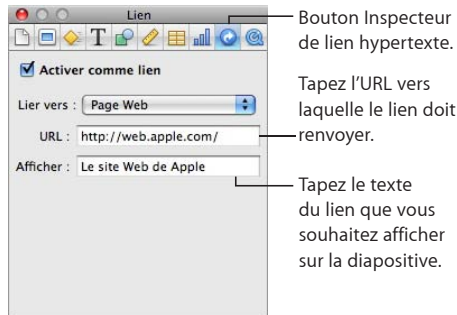 Lien
T
Activer comme lien
Lier vers : Page Web
URL : http://web.apple.com/
Afficher : Le site Web de Apple
Bouton Inspecteur
de lien hypertexte.
Tapez l'URL vers
laquelle le lien doit
renvoyer.
Tapez le texte
du lien que vous
souhaitez afficher
sur la diapositive.